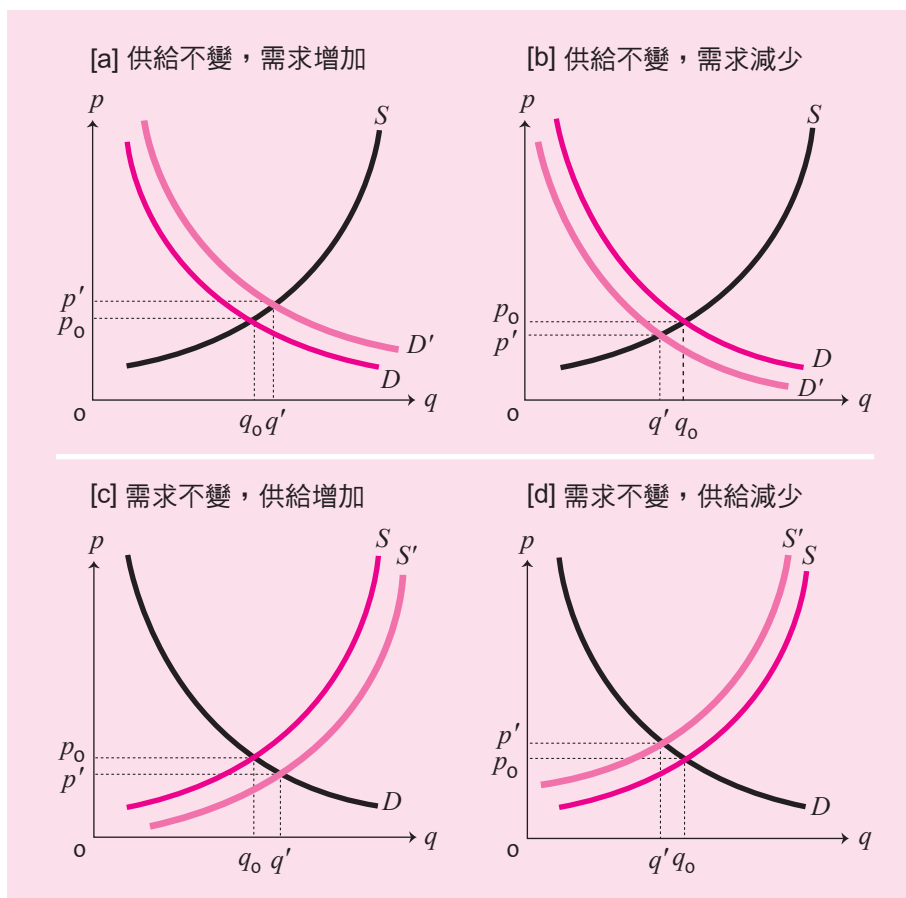 [a] 供給不變，需求增加
p
S
p'
p₀
D'
D
o
q₀ q'
q
[b] 供給不變，需求減少
p
S
p₀
p'
D
D'
o
q' q₀
q
[c] 需求不變，供給增加
p
S
S'
p₀
p'
D
o
q₀ q'
q
[d] 需求不變，供給減少
p
S'
S
p'
p₀
D
o
q' q₀
q